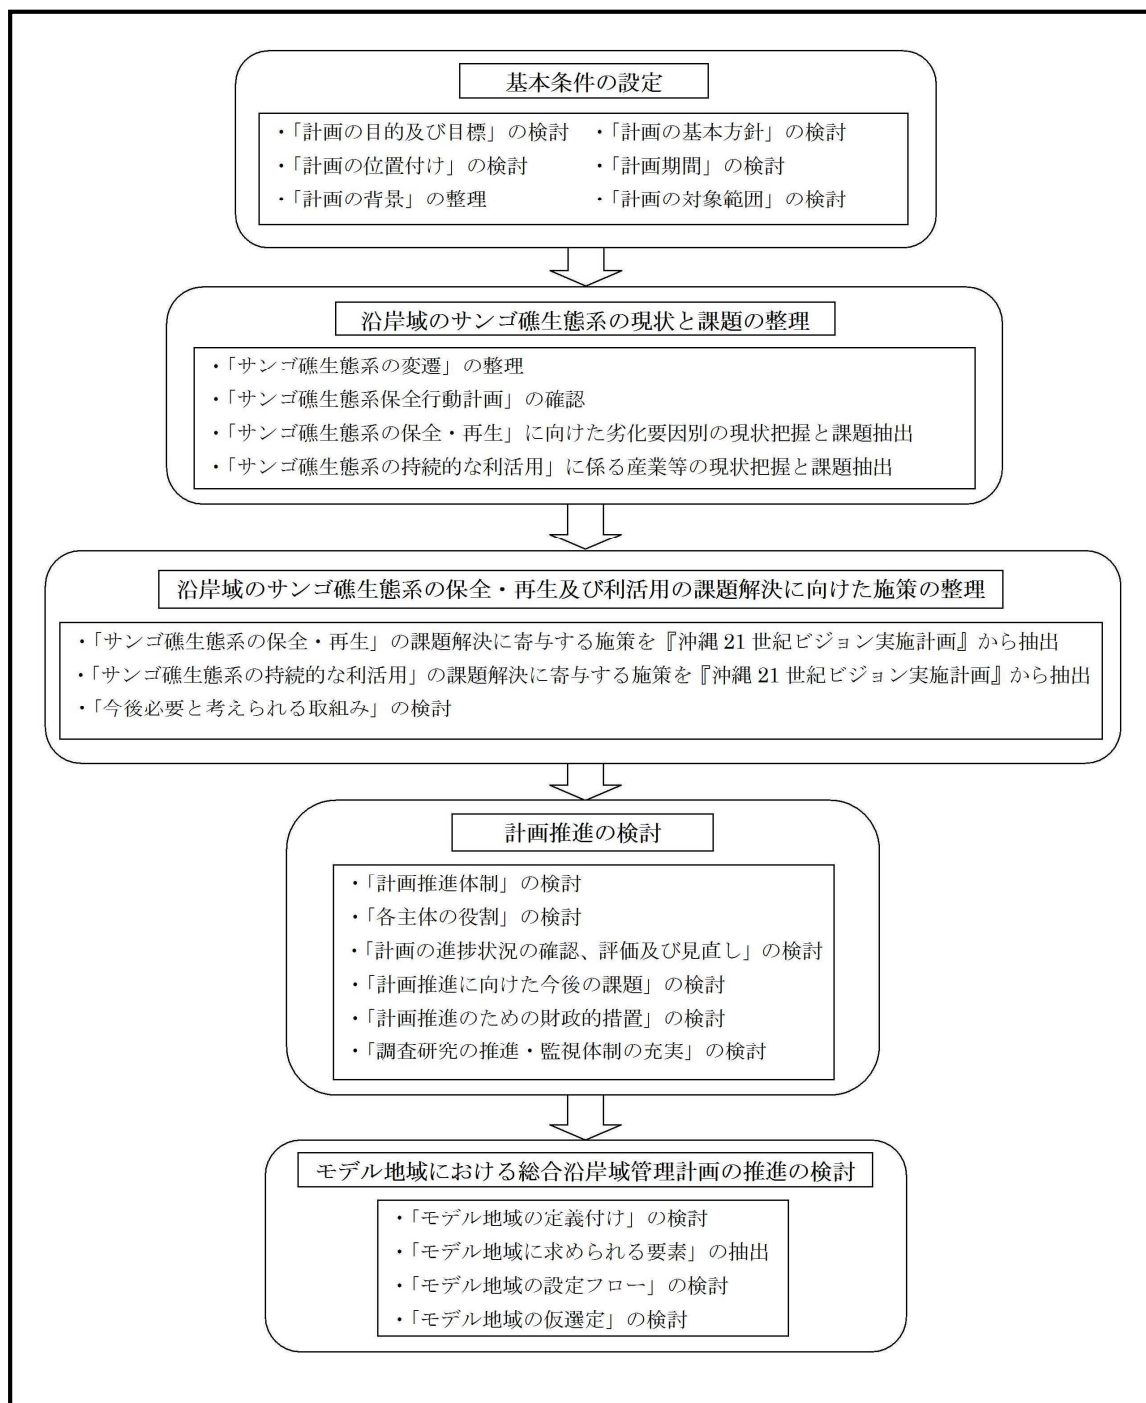 基本条件の設定
・「計画の目的及び目標」の検討 ・「計画の基本方針」の検討
・「計画の位置付け」の検討 ・「計画期間」の検討
・「計画の背景」の整理 ・「計画の対象範囲」の検討
沿岸域のサンゴ礁生態系の現状と課題の整理
・「サンゴ礁生態系の変遷」の整理
・「サンゴ礁生態系保全行動計画」の確認
・「サンゴ礁生態系の保全・再生」に向けた劣化要因別の現状把握と課題抽出
・「サンゴ礁生態系の持続的な利活用」に係る産業等の現状把握と課題抽出
沿岸域のサンゴ礁生態系の保全・再生及び利活用の課題解決に向けた施策の整理
・「サンゴ礁生態系の保全・再生」の課題解決に寄与する施策を『沖縄 21 世紀ビジョン実施計画』から抽出
・「サンゴ礁生態系の持続的な利活用」の課題解決に寄与する施策を『沖縄 21 世紀ビジョン実施計画』から抽出
・「今後必要と考えられる取組み」の検討
計画推進の検討
・「計画推進体制」の検討
・「各主体の役割」の検討
・「計画の進捗状況の確認、評価及び見直し」の検討
・「計画推進に向けた今後の課題」の検討
・「計画推進のための財政的措置」の検討
・「調査研究の推進・監視体制の充実」の検討
モデル地域における総合沿岸域管理計画の推進の検討
・「モデル地域の定義付け」の検討
・「モデル地域に求められる要素」の抽出
・「モデル地域の設定フロー」の検討
・「モデル地域の仮選定」の検討